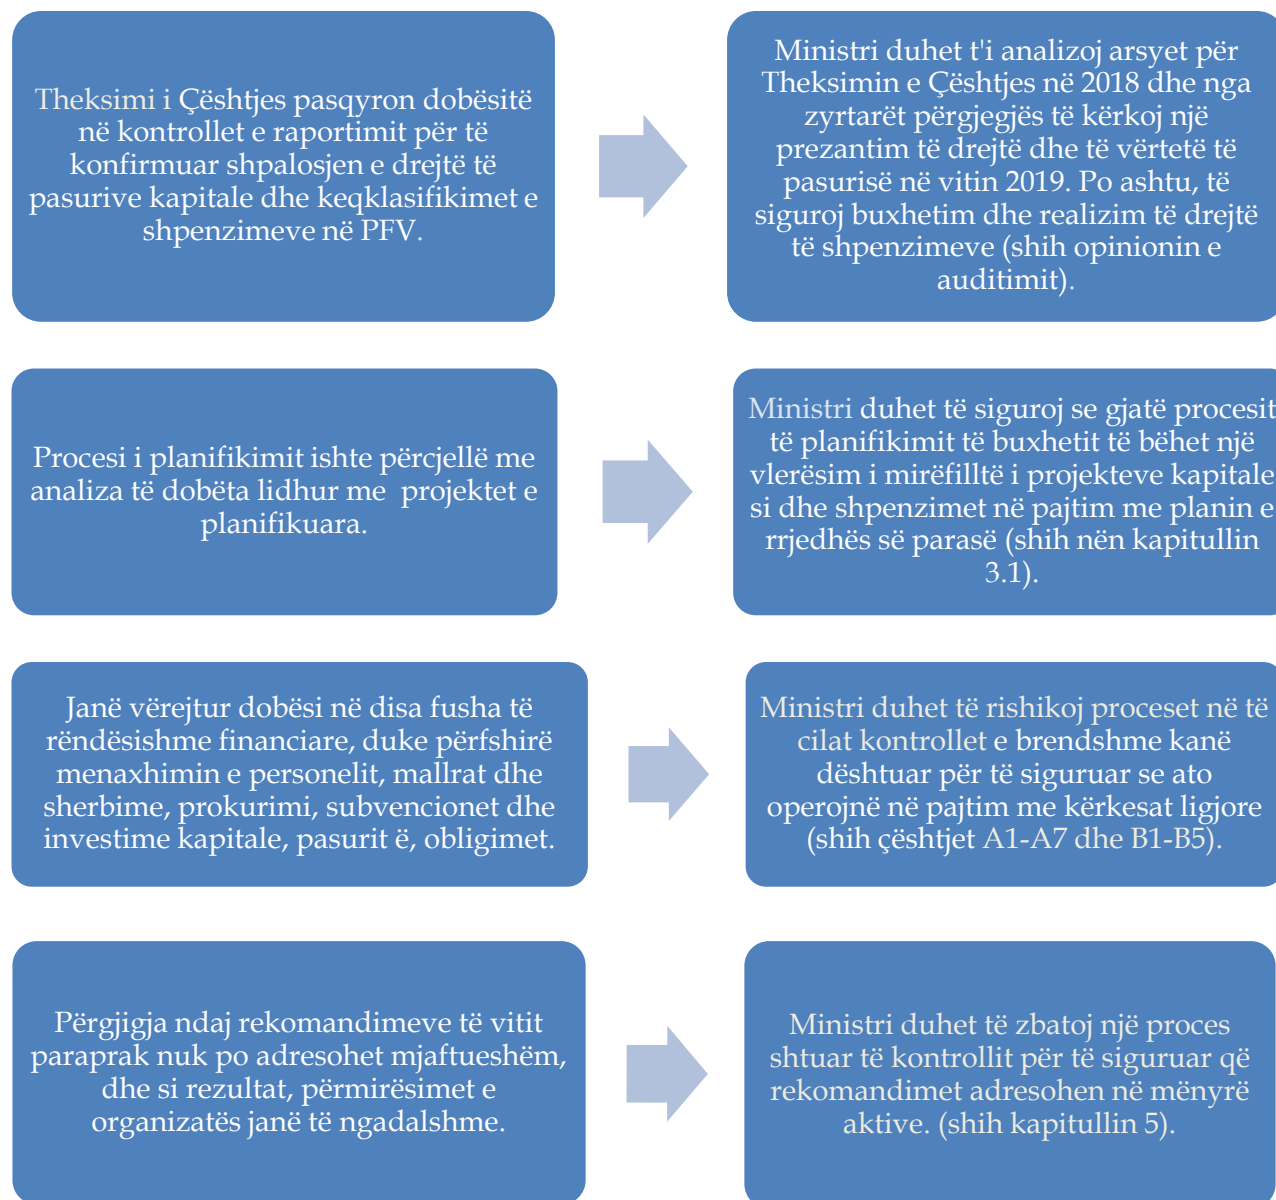 Theksimi i Çështjes pasqyron dobësitë
në kontrollet e raportimit për të
konfirmuar shpalosjen e drejtë të
pasurive kapitale dhe keqklasifikimet e
shpenzimeve në PFV.
Ministri duhet t'i analizoj arsyet për
Theksimin e Çështjes në 2018 dhe nga
zyrtarët përgjegjës të kërkoj një
prezantim të drejtë dhe të vërtetë të
pasurisë në vitin 2019. Po ashtu, të
siguroj buxhetim dhe realizim të drejtë
të shpenzimeve (shih opinionin e
auditimit).
Procesi i planifikimit ishte përcjellë me
analiza të dobëta lidhur me projektet e
planifikuara.
Ministri duhet të siguroj se gjatë procesit
të planifikimit të buxhetit të bëhet një
vlerësim i mirëfilltë i projekteve kapitale
si dhe shpenzimet në pajtim me planin e
rrjedhës së parasë (shih nën kapitullin
3.1).
Janë vërejtur dobësi në disa fusha të
rëndësishme financiare, duke përfshirë
menaxhimin e personelit, mallrat dhe
sherbime, prokurimi, subvencionet dhe
investime kapitale, pasurit ë, obligimet.
Ministri duhet të rishikoj proceset në të
cilat kontrollet e brendshme kanë
dështuar për të siguruar se ato
operojnë në pajtim me kërkesat ligjore
(shih çështjet A1-A7 dhe B1-B5).
Përgjigja ndaj rekomandimeve të vitit
paraprak nuk po adresohet mjaftueshëm,
dhe si rezultat, përmirësimet e
organizatës janë të ngadalshme.
Ministri duhet të zbatoj një proces
shtuar të kontrollit për të siguruar që
rekomandimet adresohen në mënyrë
aktive. (shih kapitullin 5).